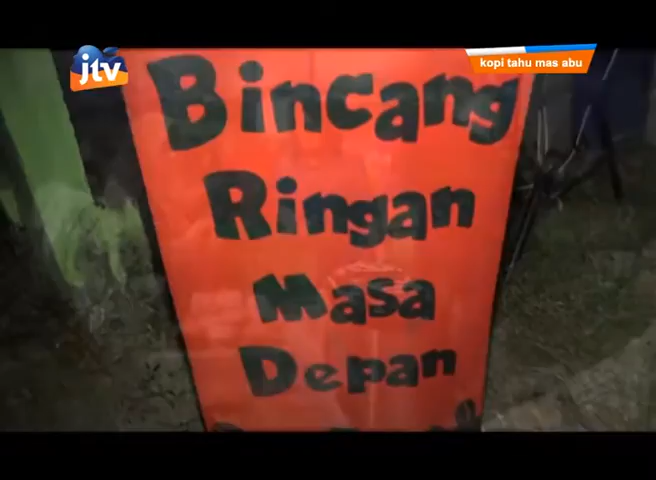 jtv
kopi tahu mas abu
Bincang
Ringan
Masa
Depan